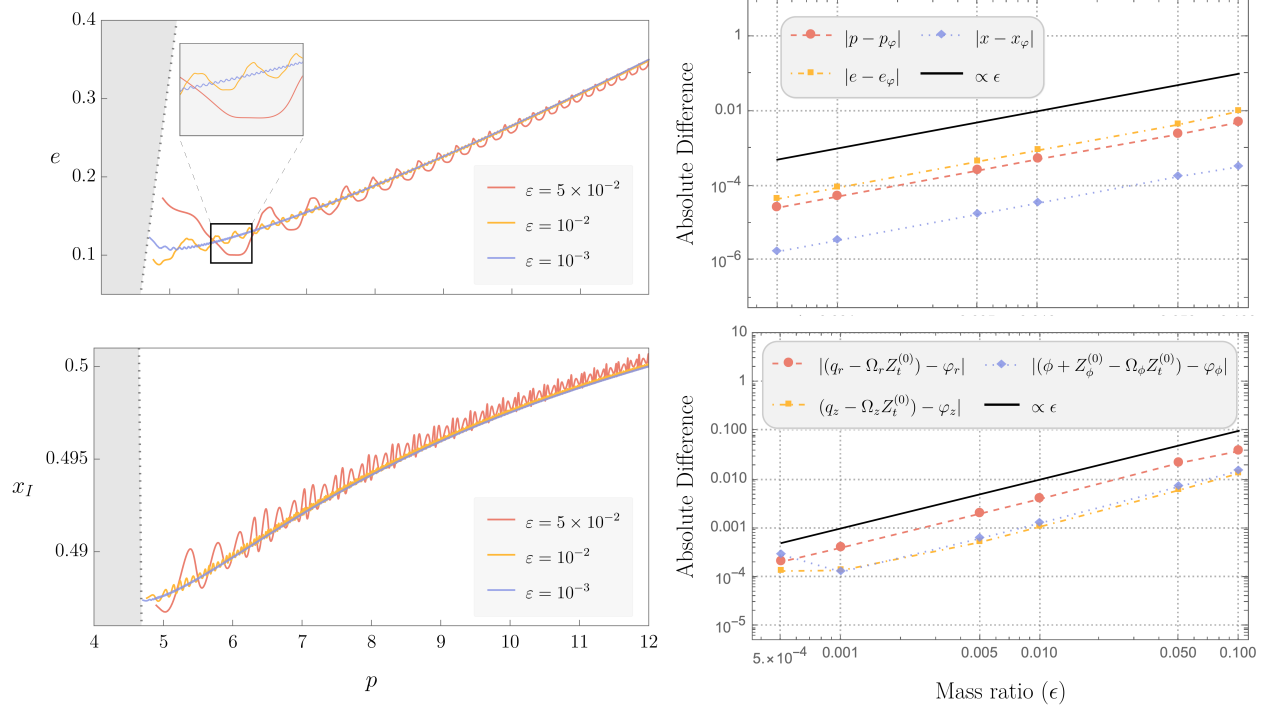 0.4
0.3
0.2
0.1
e
ε = 5 × 10⁻²
ε = 10⁻²
ε = 10⁻³
0.5
0.495
0.49
x_I
ε = 5 × 10⁻²
ε = 10⁻²
ε = 10⁻³
4 5 6 7 8 9 10 11 12
p
|p − p_φ| |x − x_φ|
|e − e_φ| ∝ ϵ
1
0.01
10⁻⁴
10⁻⁶
Absolute Difference
|(q_r − Ω_r Z_t^(0)) − φ_r| |(ϕ + Z_ϕ^(0) − Ω_ϕ Z_t^(0)) − φ_ϕ|
(q_z − Ω_z Z_t^(0)) − φ_z| ∝ ϵ
10
1
0.100
0.010
0.001
10⁻⁴
10⁻⁵
Absolute Difference
5.×10⁻⁴ 0.001 0.005 0.010 0.050 0.100
Mass ratio (ϵ)